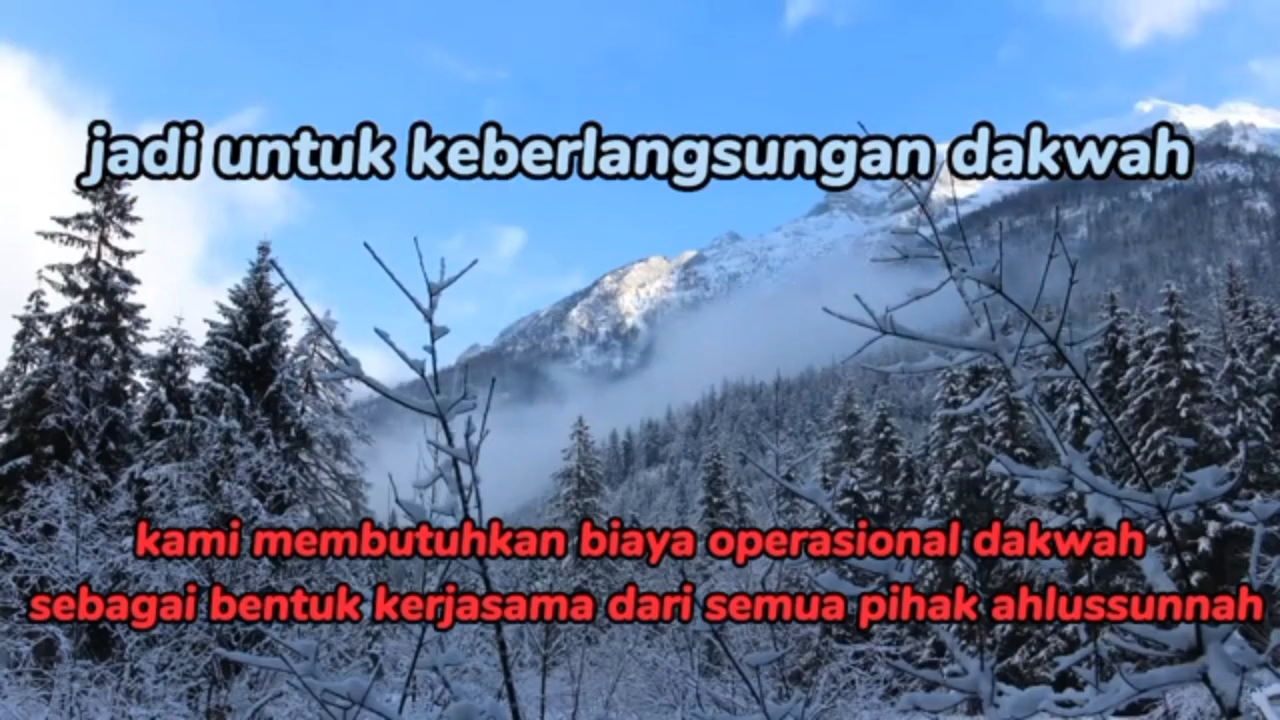 jadi untuk keberlangsungan dakwah
kami membutuhkan biaya operasional dakwah
sebagai bentuk kerjasama dari semua pihak ahlussunnah